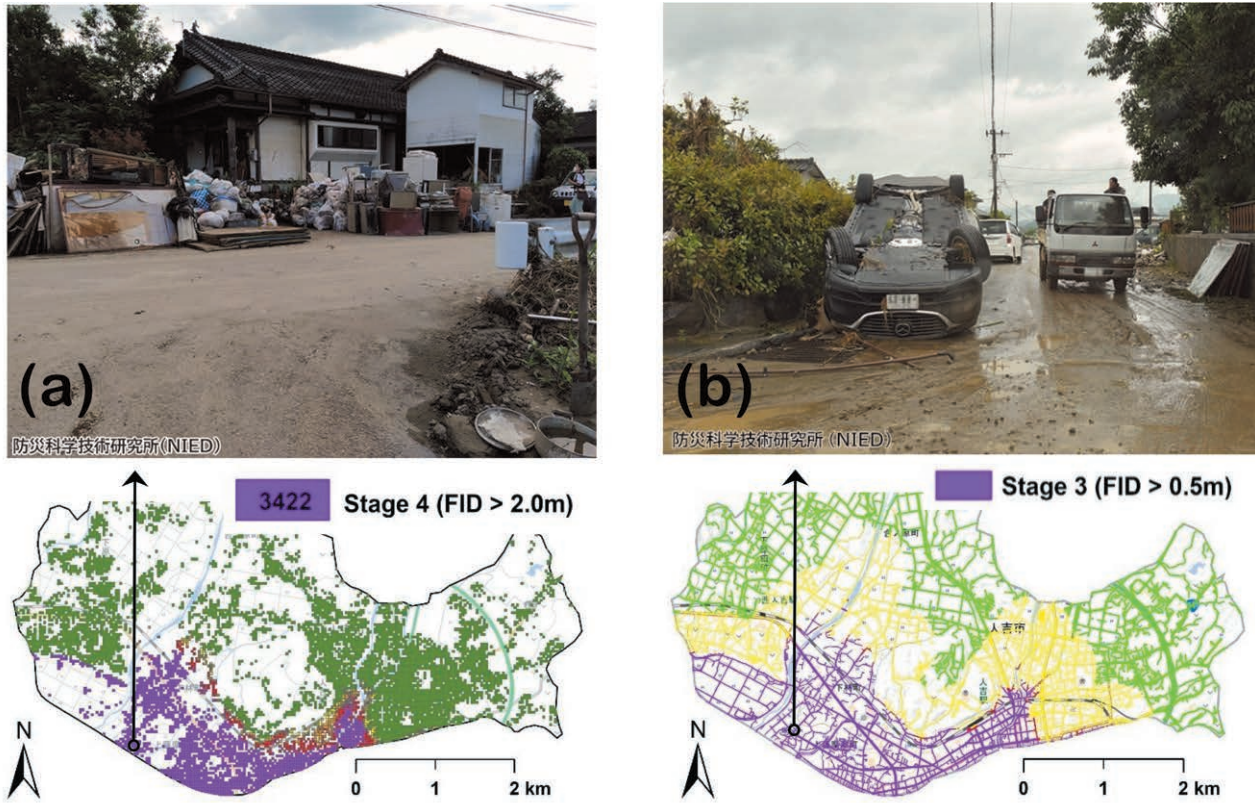 (a)
防災科学技術研究所(NIED)
(b)
防災科学技術研究所(NIED)
3422 Stage 4 (FID > 2.0m)
N
0 1 2 km
Stage 3 (FID > 0.5m)
人吉市
N
0 1 2 km